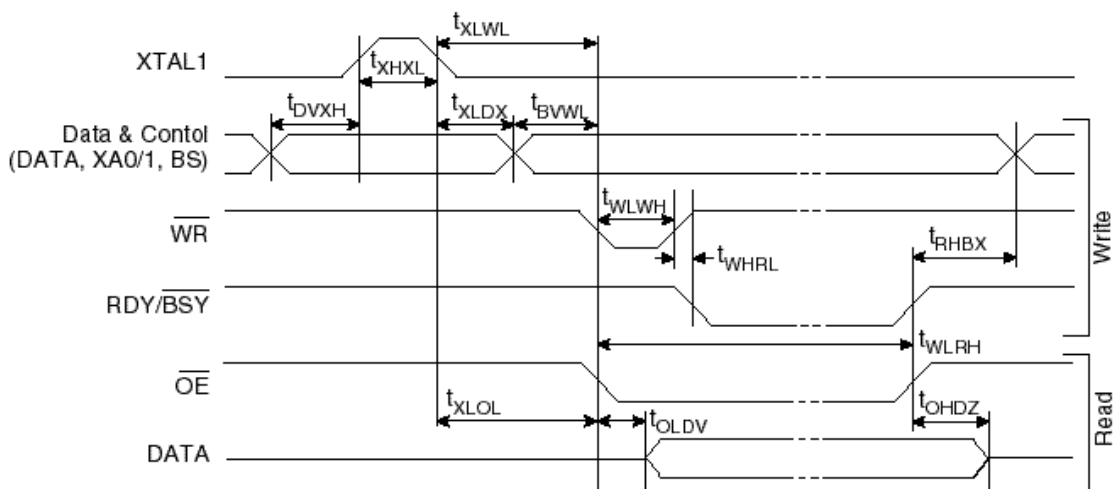 tXLWL
XTAL1
tXHXL
tDVXH
tXLDX
tBVWL
Data & Contol
(DATA, XA0/1, BS)
tWLWH
WR
tRHBX
tWHRL
Write
RDY/BSY
tWLRH
OE
tXLOL
tOLDV
tOHDZ
Read
DATA